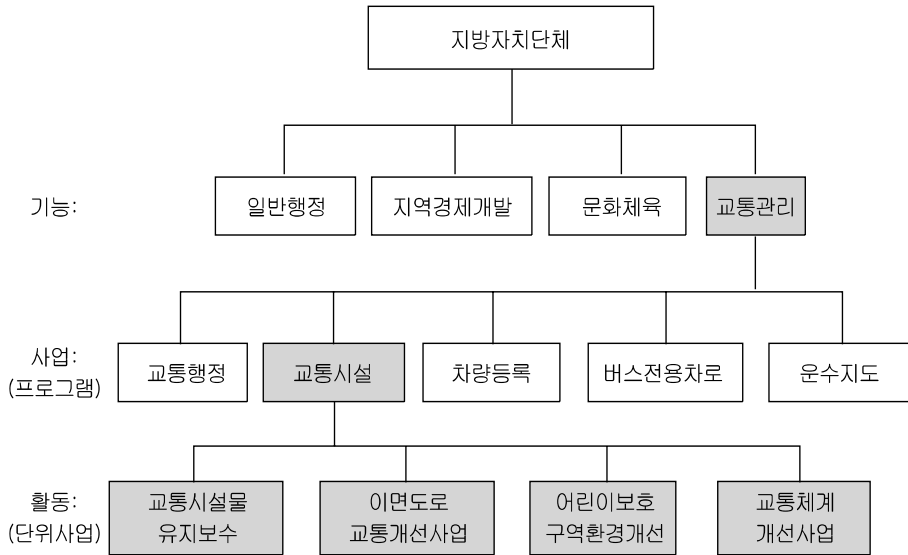 지방자치단체
기능:
일반행정
지역경제개발
문화체육
교통관리
사업:
(프로그램)
교통행정
교통시설
차량등록
버스전용차로
운수지도
활동:
(단위사업)
교통시설물
유지보수
이면도로
교통개선사업
어린이보호
구역환경개선
교통체계
개선사업